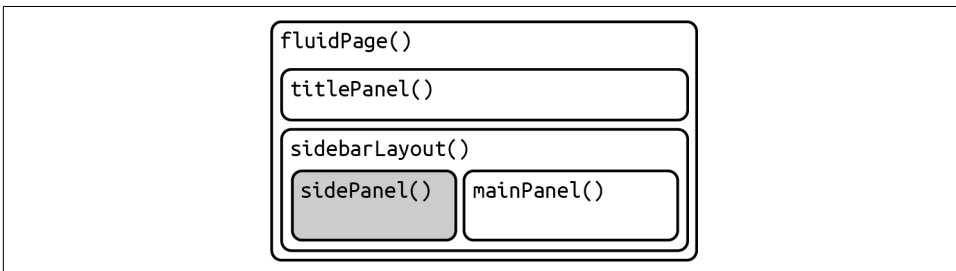 fluidPage()
titlePanel()
sidebarLayout()
sidePanel() mainPanel()